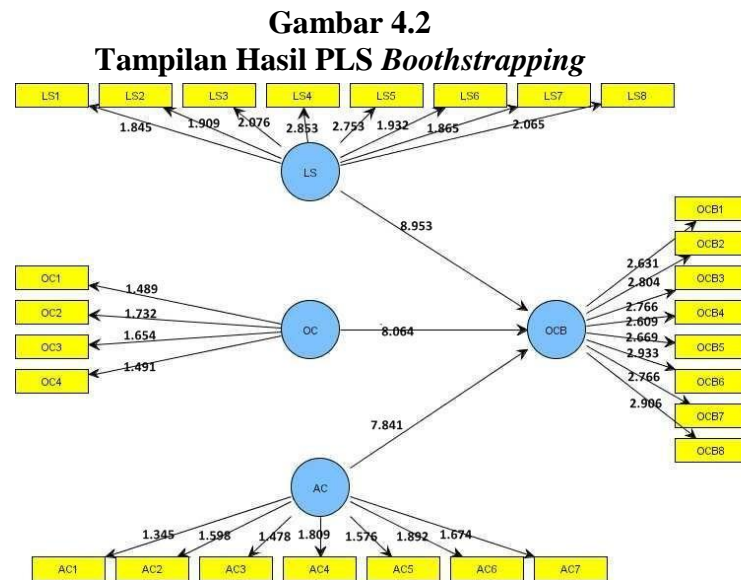 Gambar 4.2
Tampilan Hasil PLS Boothstrapping
LS1 LS2 LS3 LS4 LS5 LS6 LS7 LS8
1.845 1.909 2.076 2.853 2.753 1.932 1.865 2.065
LS
8.953
OCB1
OCB2
OCB3
OCB4
OCB5
OCB6
OCB7
OCB8
2.631
2.804
2.766
2.609
2.669
2.933
2.766
2.906
OC1
OC2
OC3
OC4
1.489
1.732
1.654
1.491
OC
8.064
OCB
7.841
AC
1.345 1.598 1.478 1.809 1.576 1.892 1.674
AC1 AC2 AC3 AC4 AC5 AC6 AC7